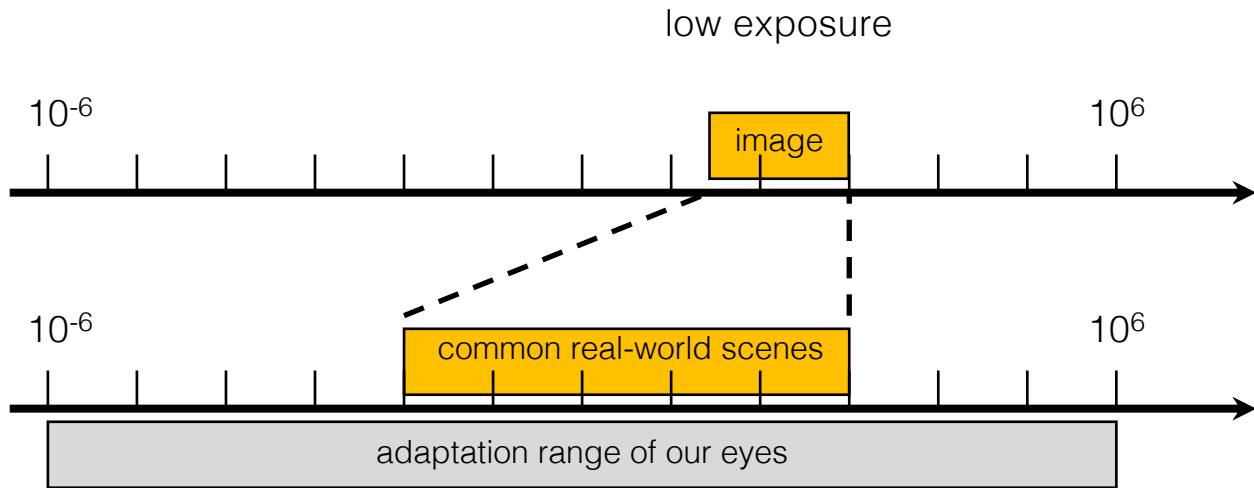 low exposure
10⁻⁶ 10⁶
image
10⁻⁶ 10⁶
common real-world scenes
adaptation range of our eyes